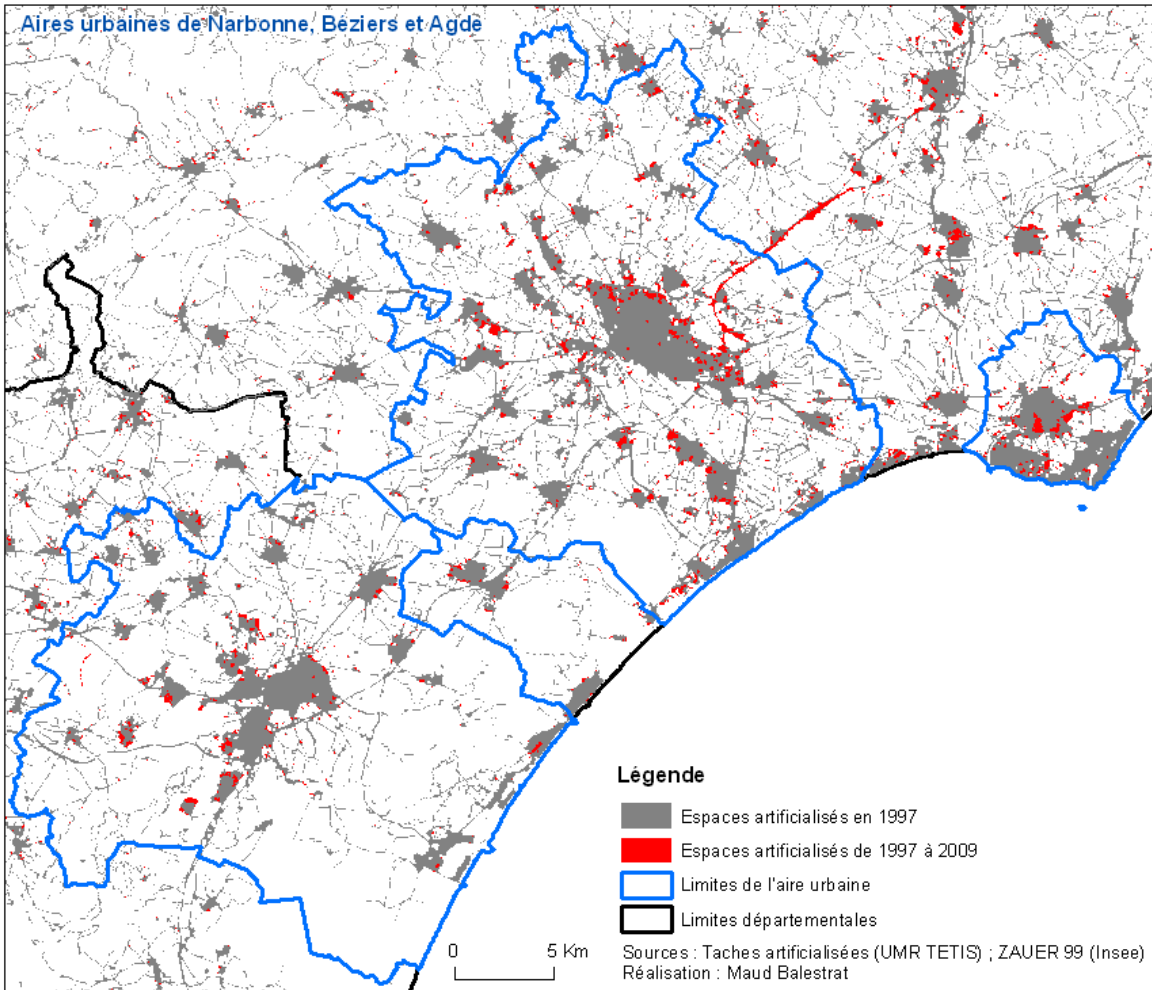 Aires urbaines de Narbonne, Béziers et Agde
Légende
Espaces artificialisés en 1997
Espaces artificialisés de 1997 à 2009
Limites de l'aire urbaine
Limites départementales
0 5 Km
Sources : Taches artificialisées (UMR TETIS) ; ZAUER 99 (Insee)
Réalisation : Maud Balestrat